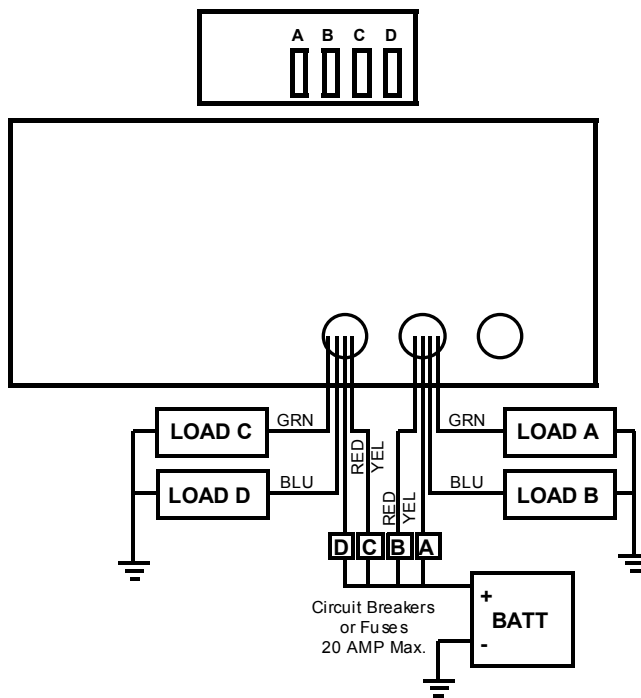 A B C D
LOAD C GRN GRN LOAD A
RED YEL
LOAD D BLU BLU LOAD B
RED YEL
D C B A
Circuit Breakers
or Fuses
20 AMP Max.
+
BATT
-